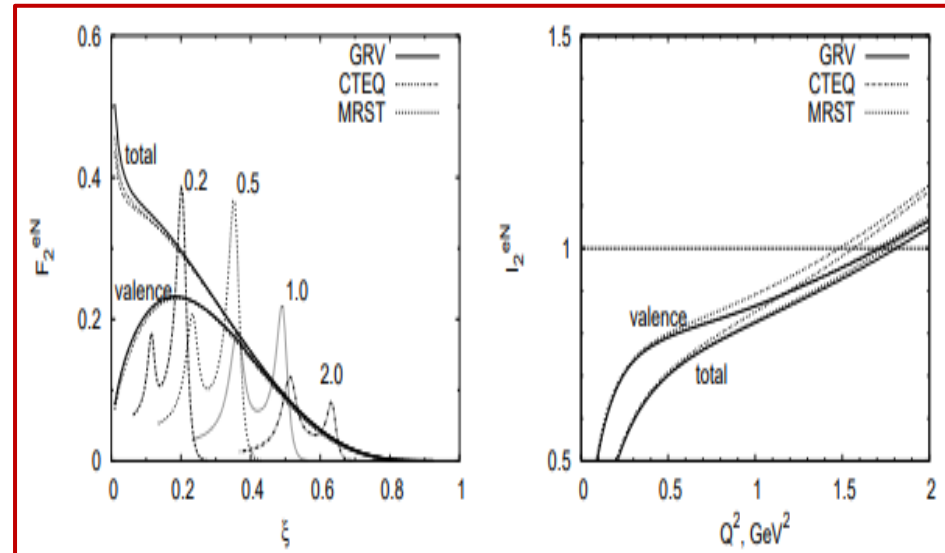 0.6
GRV
CTEQ
MRST
total
0.4
0.2
0.5
F₂ᵉᴺ
1.0
valence
0.2
2.0
0
0
0.2
0.4
0.6
0.8
1
ξ
1.5
GRV
CTEQ
MRST
I₂ᵉᴺ
1
valence
total
0.5
0
0.5
1
1.5
2
Q², GeV²